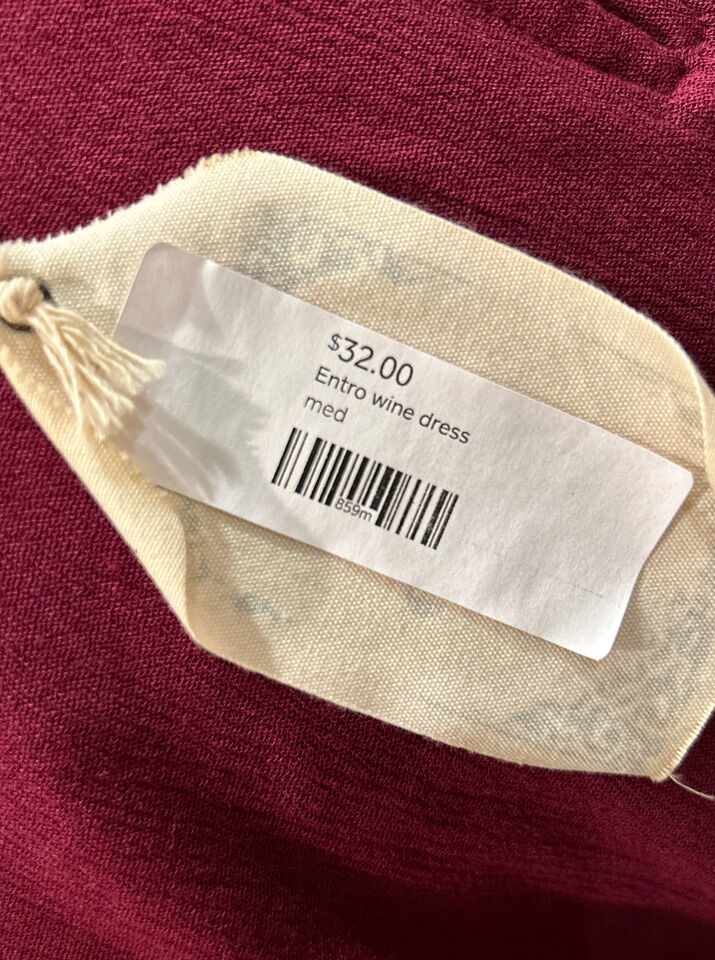 $32.00
Entro wine dress
med
859m